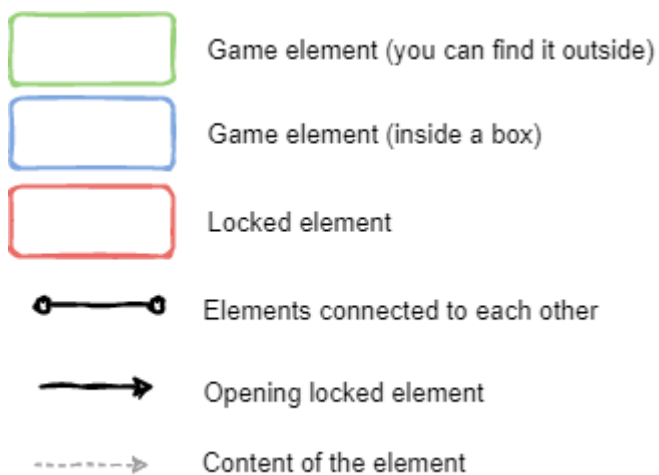 Game element (you can find it outside)
Game element (inside a box)
Locked element
Elements connected to each other
Opening locked element
Content of the element